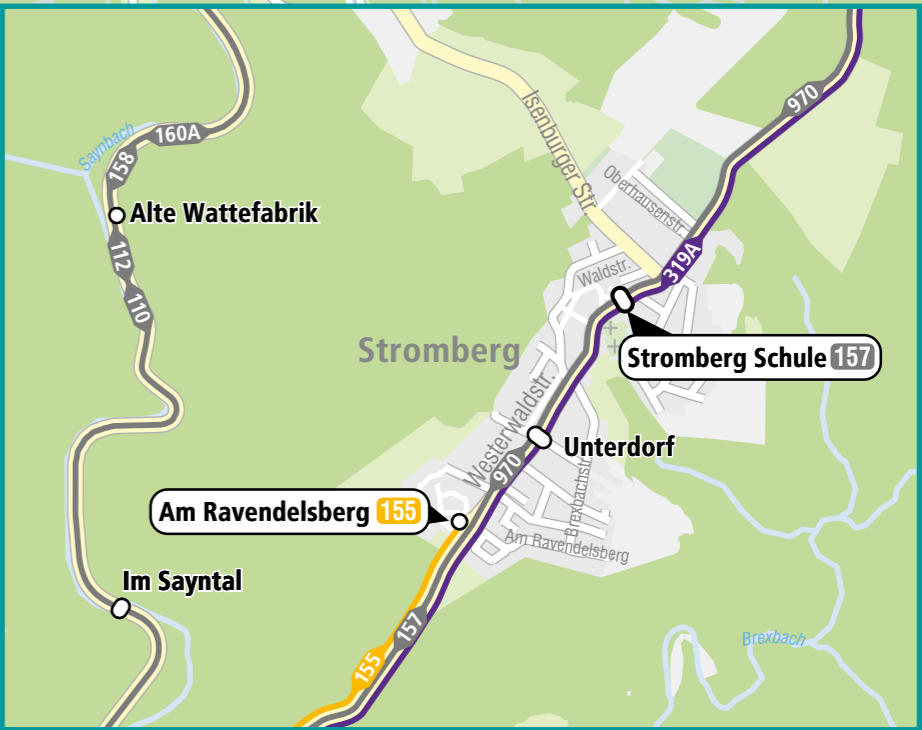 970
Isenburger Str.
160A
Saynbach
158
Oberhausenstr.
Alte Wattefabrik
112
319A
Waldstr.
110
Stromberg
Stromberg Schule 157
Westerwaldstr.
Unterdorf
970
Brexbachstr.
Am Ravendelsberg 155
Am Ravendelsberg
Im Sayntal
157
Brexbach
155